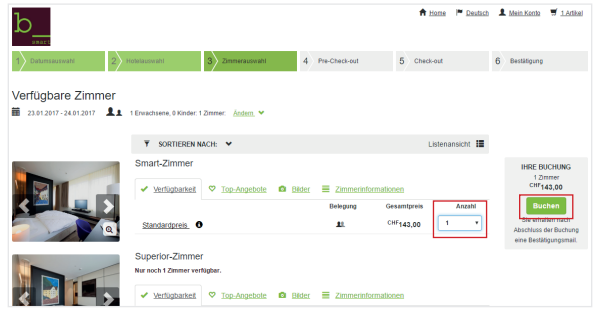 b_
smart
Home Deutsch Mein Konto 1 Artikel
1 Datumsauswahl 2 Hotelauswahl 3 Zimmerauswahl 4 Pre-Check-out 5 Check-out 6 Bestätigung
Verfügbare Zimmer
23.01.2017 - 24.01.2017 1 Erwachsene, 0 Kinder: 1 Zimmer: Ändern
SORTIEREN NACH: Listenansicht
Smart-Zimmer
Verfügbarkeit Top-Angebote Bilder Zimmerinformationen
Belegung Gesamtpreis Anzahl
Standardpreis CHF143,00 1
Superior-Zimmer
Nur noch 1 Zimmer verfügbar.
Verfügbarkeit Top-Angebote Bilder Zimmerinformationen
IHRE BUCHUNG
1 Zimmer
CHF143,00
Buchen
Sie erhalten nach
Abschluss der Buchung
eine Bestätigungsmail.